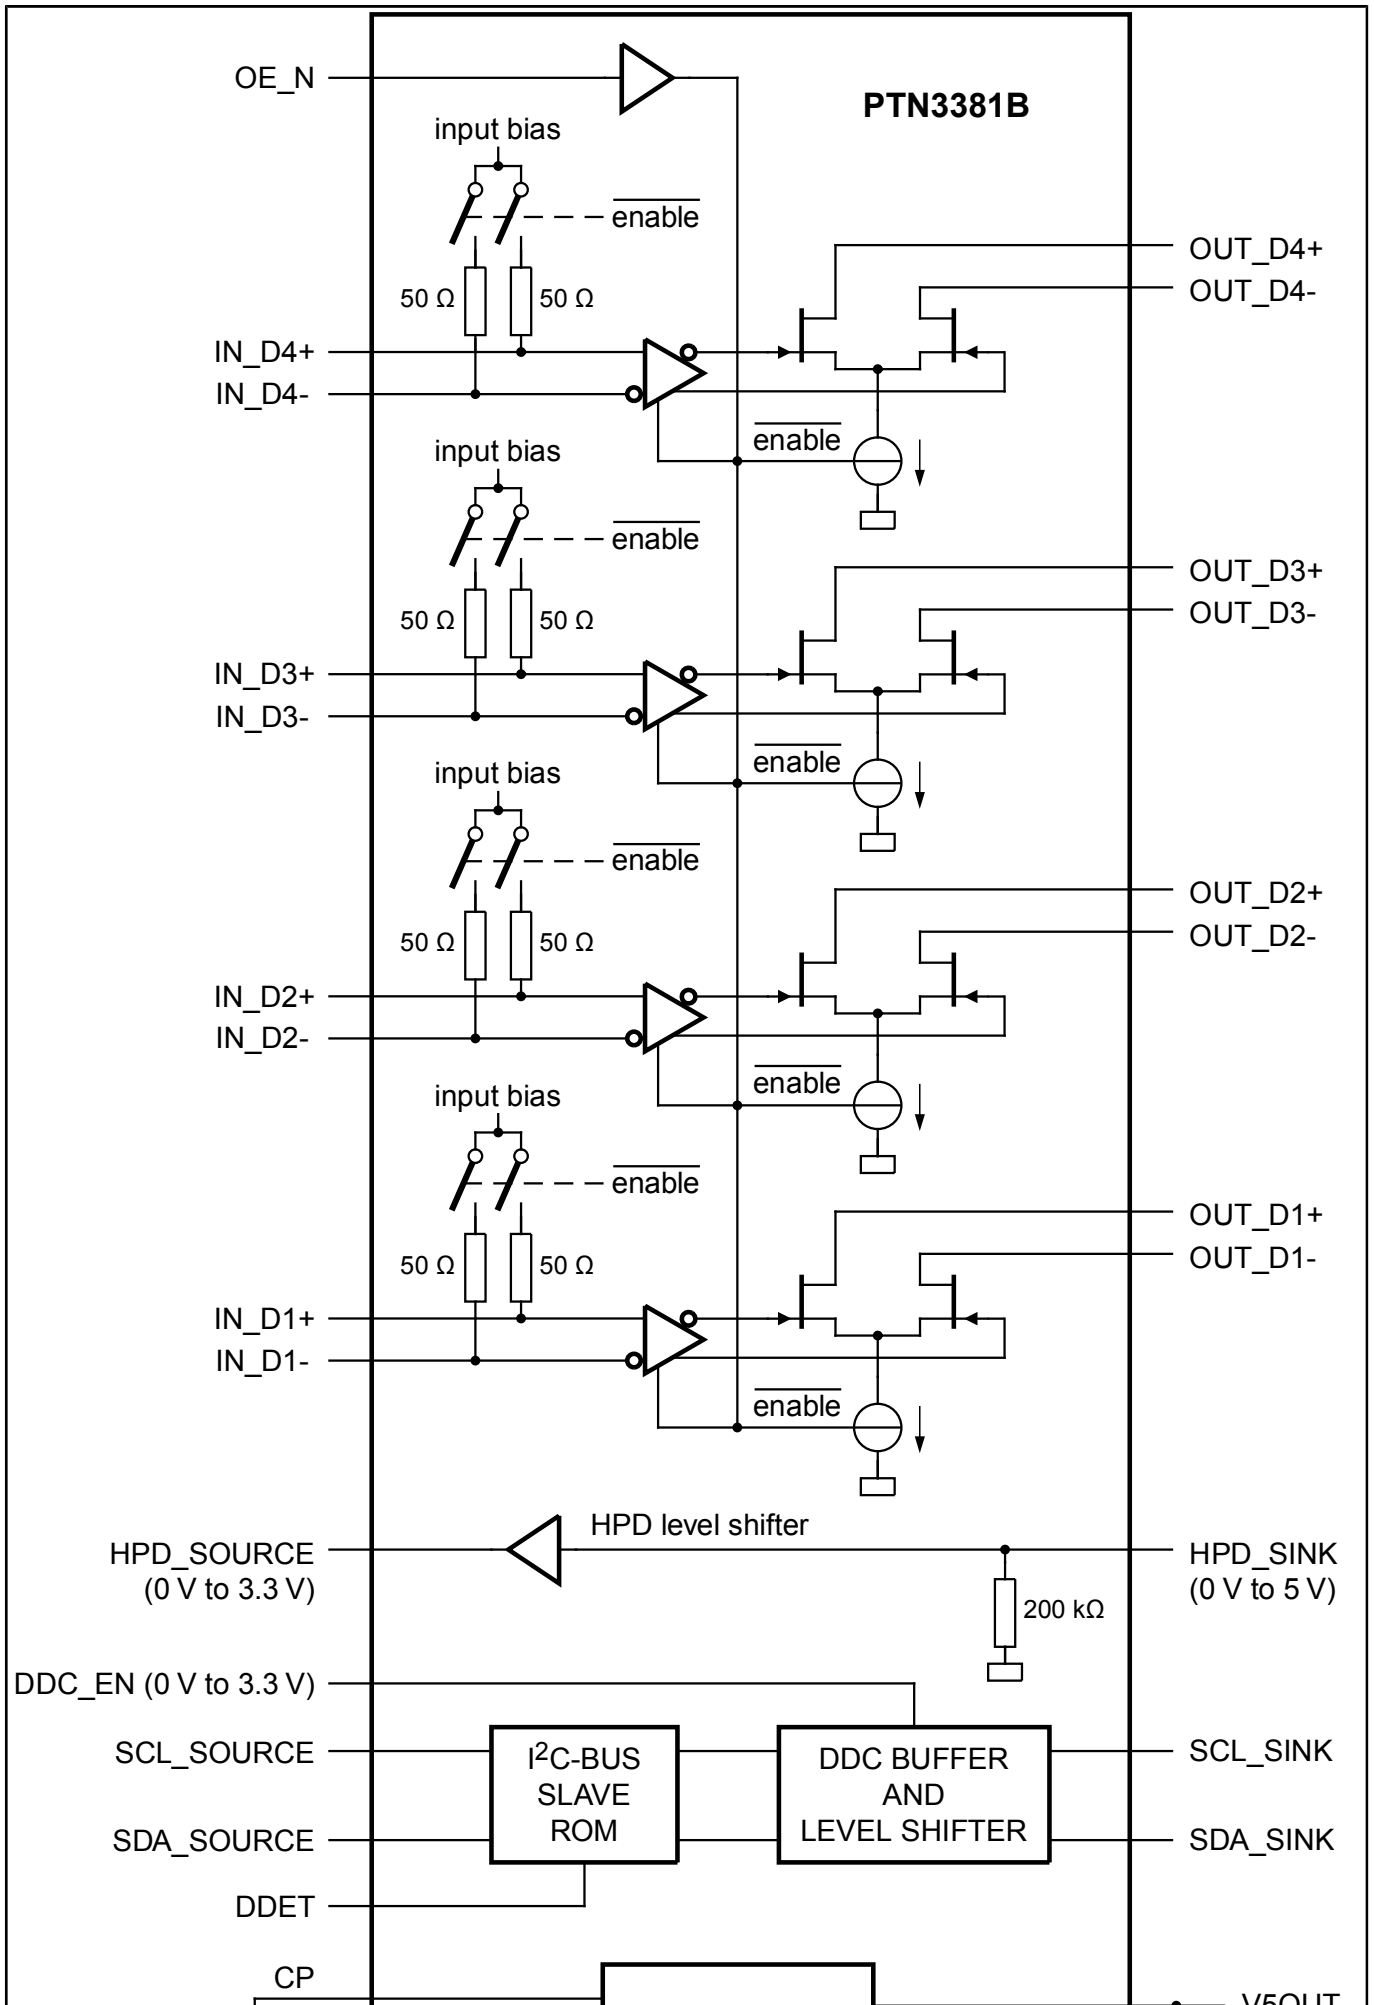 OE_N
PTN3381B
input bias
enable
OUT_D4+
OUT_D4-
50 Ω
50 Ω
IN_D4+
IN_D4-
enable
input bias
enable
OUT_D3+
OUT_D3-
50 Ω
50 Ω
IN_D3+
IN_D3-
enable
input bias
enable
OUT_D2+
OUT_D2-
50 Ω
50 Ω
IN_D2+
IN_D2-
enable
input bias
enable
OUT_D1+
OUT_D1-
50 Ω
50 Ω
IN_D1+
IN_D1-
enable
HPD level shifter
HPD_SOURCE
(0 V to 3.3 V)
HPD_SINK
(0 V to 5 V)
200 kΩ
DDC_EN (0 V to 3.3 V)
SCL_SOURCE
I²C-BUS
SLAVE
ROM
DDC BUFFER
AND
LEVEL SHIFTER
SCL_SINK
SDA_SOURCE
SDA_SINK
DDET
CP
V5OUT